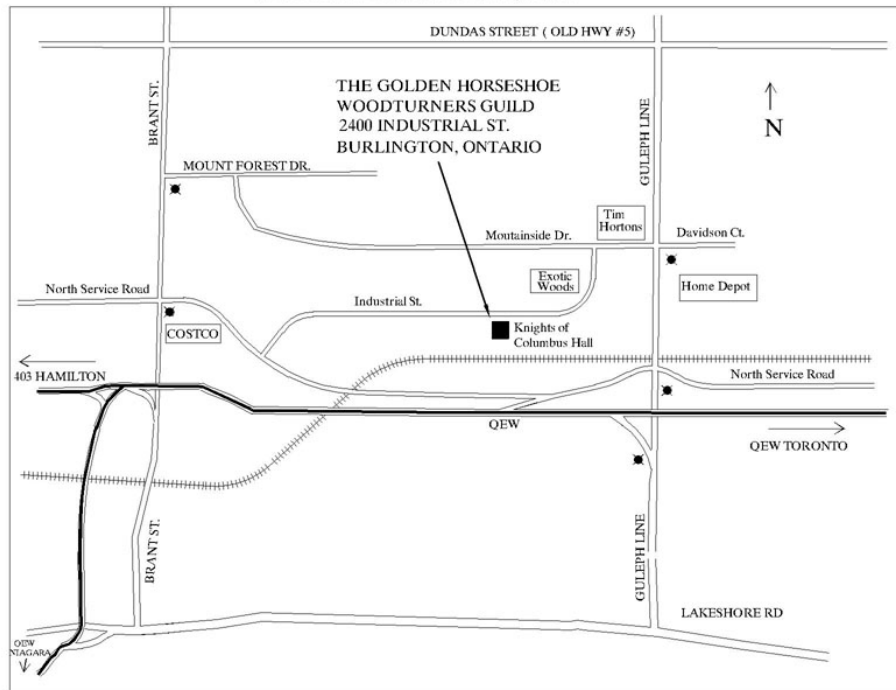 DUNDAS STREET ( OLD HWY #5)
BRANT ST.
THE GOLDEN HORSESHOE
WOODTURNERS GUILD
2400 INDUSTRIAL ST.
BURLINGTON, ONTARIO
GULEPH LINE
N
MOUNT FOREST DR.
Tim
Hortons
Moutainside Dr.
Davidson Ct.
Exotic
Woods
Home Depot
North Service Road
Industrial St.
COSTCO
Knights of
Columbus Hall
403 HAMILTON
North Service Road
QEW
QEW TORONTO
BRANT ST.
GULEPH LINE
LAKESHORE RD
QEW
NIAGARA